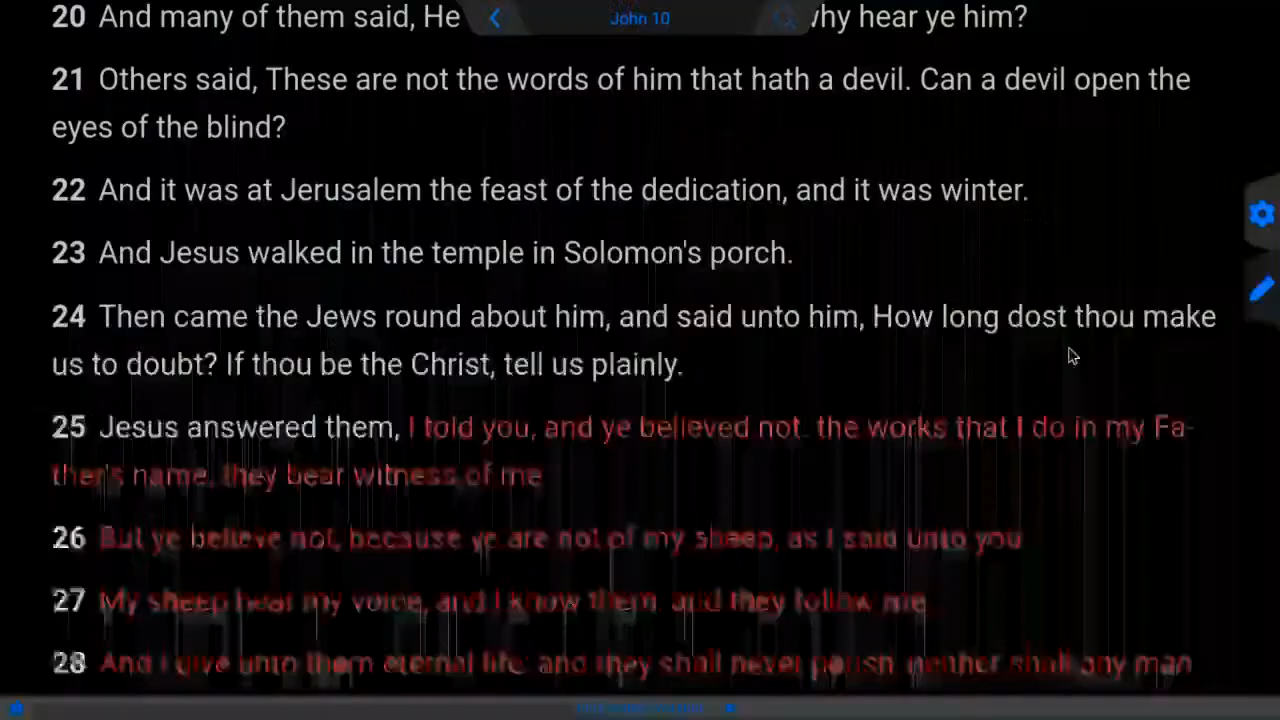 John 10
20 And many of them said, He why hear ye him?
21 Others said, These are not the words of him that hath a devil. Can a devil open the
eyes of the blind?
22 And it was at Jerusalem the feast of the dedication, and it was winter.
23 And Jesus walked in the temple in Solomon's porch.
24 Then came the Jews round about him, and said unto him, How long dost thou make
us to doubt? If thou be the Christ, tell us plainly.
25 Jesus answered them, I told you, and ye believed not. the works that I do in my Fa-
ther's name, they bear witness of me
26 But ye believe not, because ye are not of my sheep, as I said unto you
27 My sheep hear my voice, and I know them, and they follow me
28 And I give unto them eternal life; and they shall never perish, neither shall any man